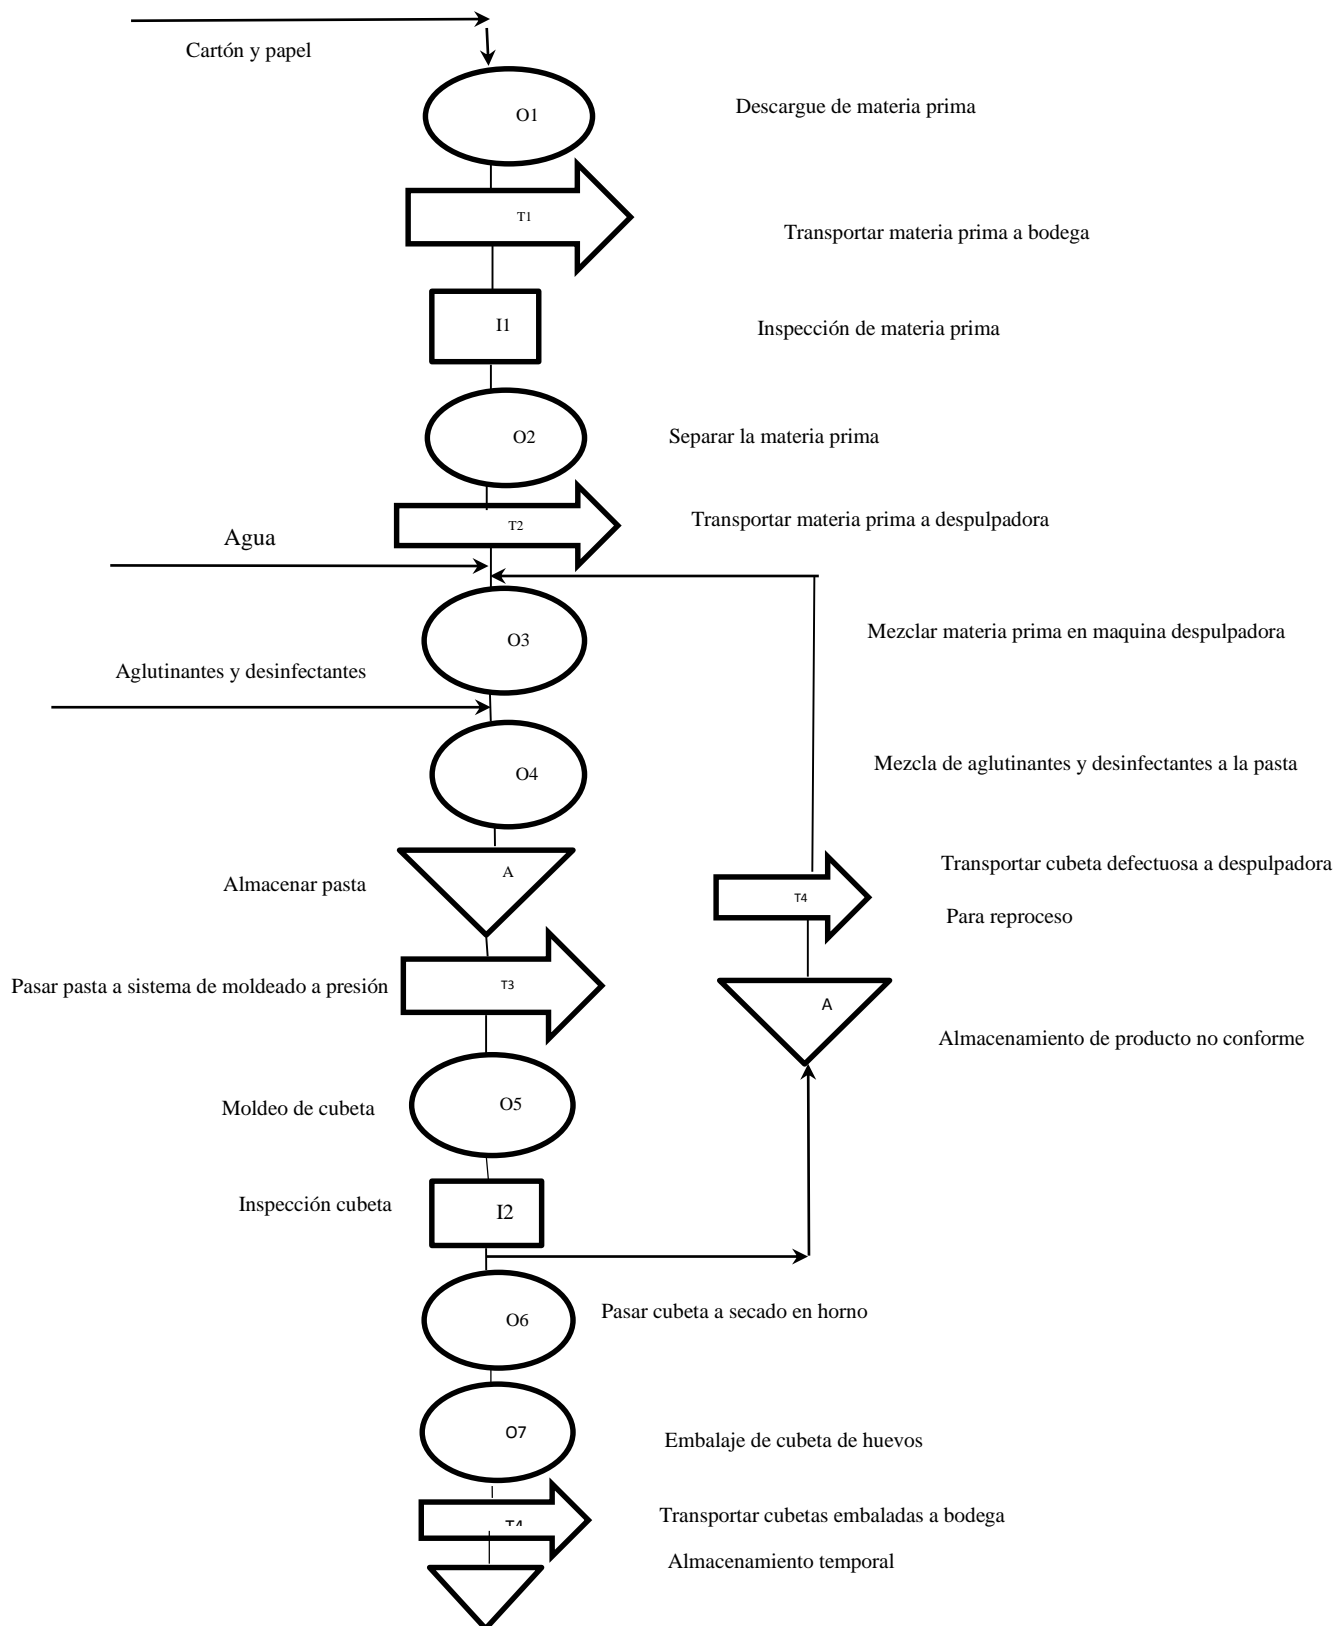 Cartón y papel
O1
Descargue de materia prima
T1
Transportar materia prima a bodega
I1
Inspección de materia prima
O2
Separar la materia prima
T2
Transportar materia prima a despulpadora
Agua
O3
Mezclar materia prima en maquina despulpadora
Aglutinantes y desinfectantes
O4
Mezcla de aglutinantes y desinfectantes a la pasta
A
Almacenar pasta
Transportar cubeta defectuosa a despulpadora
T4
Para reproceso
Pasar pasta a sistema de moldeado a presión
T3
A
Almacenamiento de producto no conforme
Moldeo de cubeta
O5
Inspección cubeta
I2
O6
Pasar cubeta a secado en horno
O7
Embalaje de cubeta de huevos
T4
Transportar cubetas embaladas a bodega
Almacenamiento temporal